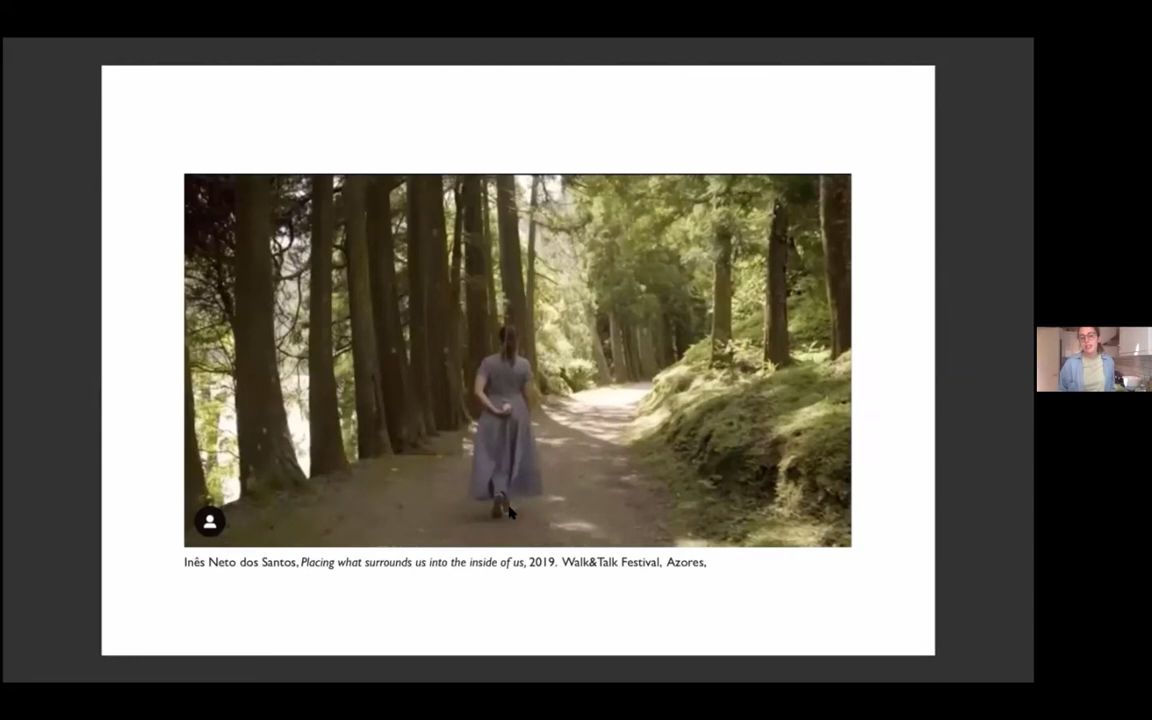 Inês Neto dos Santos, Placing what surrounds us into the inside of us, 2019. Walk&Talk Festival, Azores,